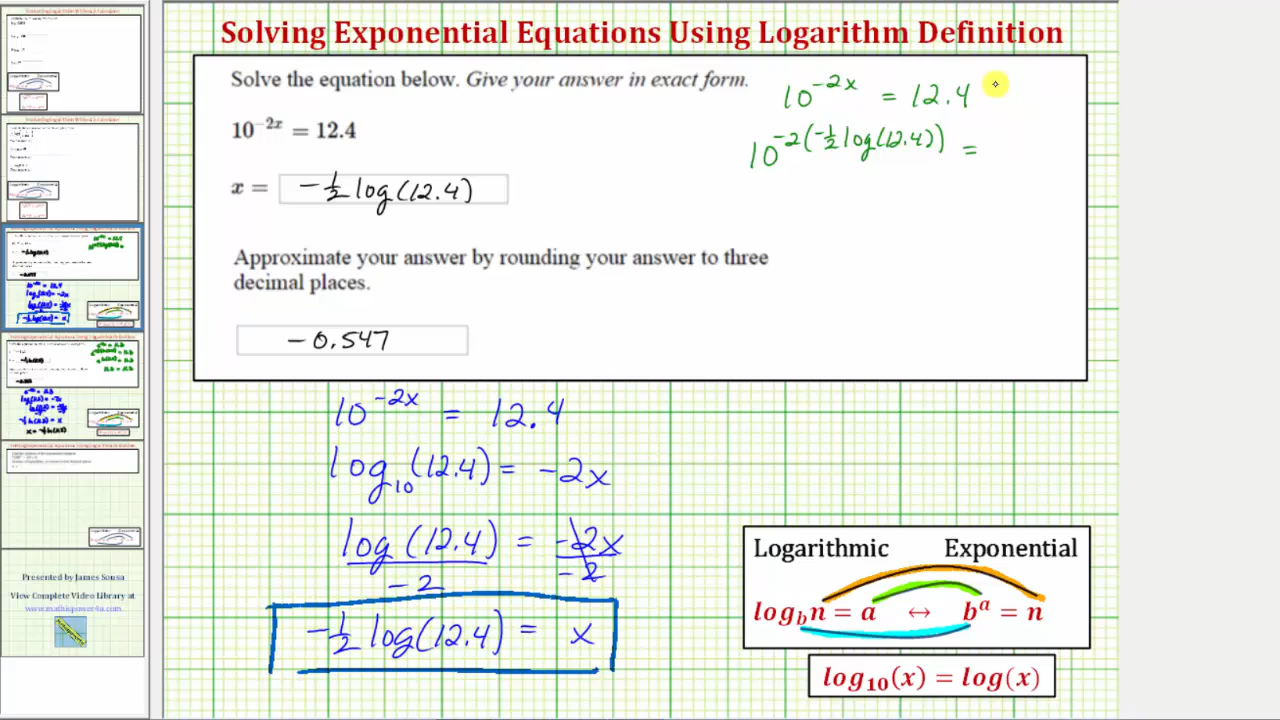 Solving Exponential Equations Using Logarithm Definition
Solve the equation below. Give your answer in exact form.
10^{-2x} = 12.4
x = -1/2 log(12.4)
Approximate your answer by rounding your answer to three
decimal places.
-0.547
10^{-2x} = 12.4
10^{-2(-1/2 log(12.4))} =
10^{-2x} = 12.4
log_{10}(12.4) = -2x
log(12.4)/-2 = -2x/-2
-1/2 log(12.4) = x
Logarithmic Exponential
log_b n = a ↔ b^a = n
log_{10}(x) = log(x)
Presented by James Sousa
View Complete Video Library at
www.mathispower4u.com